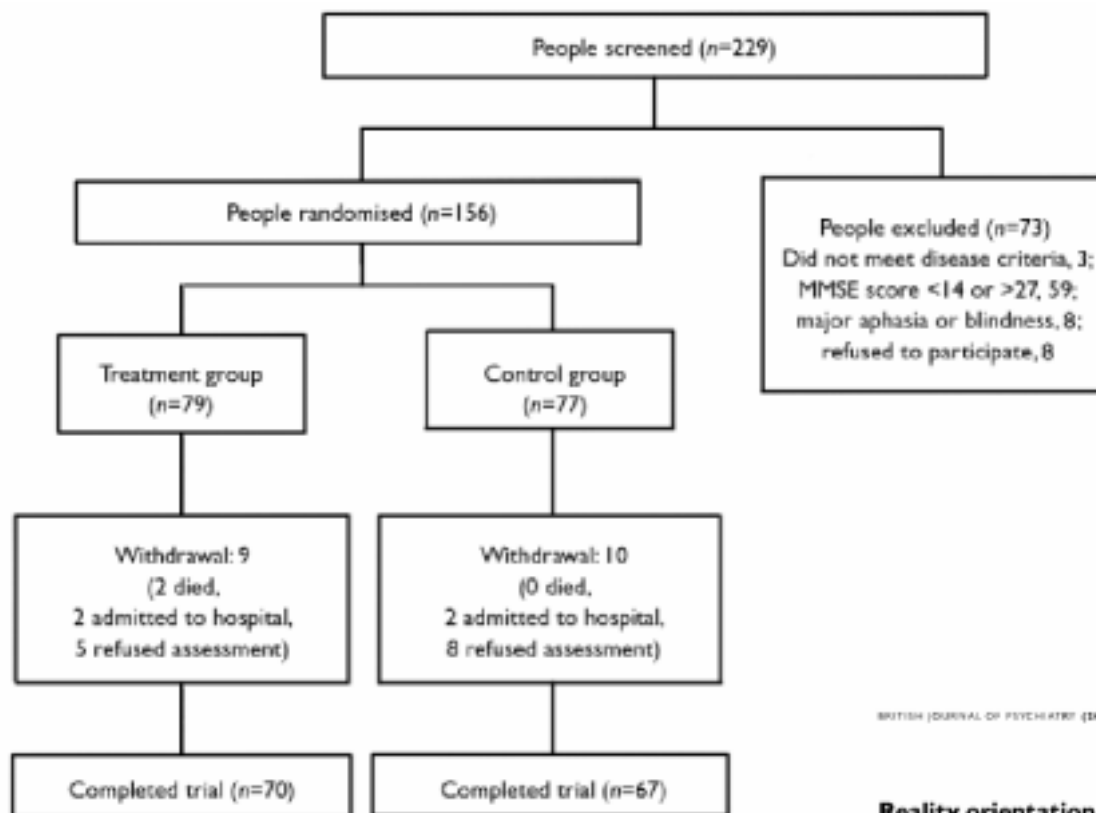 People screened (n=229)
People randomised (n=156)
People excluded (n=73)
Did not meet disease criteria, 3;
MMSE score <14 or >27, 59;
major aphasia or blindness, 8;
refused to participate, 8
Treatment group
(n=79)
Control group
(n=77)
Withdrawal: 9
(2 died,
2 admitted to hospital,
5 refused assessment)
Withdrawal: 10
(0 died,
2 admitted to hospital,
8 refused assessment)
BRITISH JOURNAL OF PSYCHIATRY
Completed trial (n=70)
Completed trial (n=67)
Reality orientation